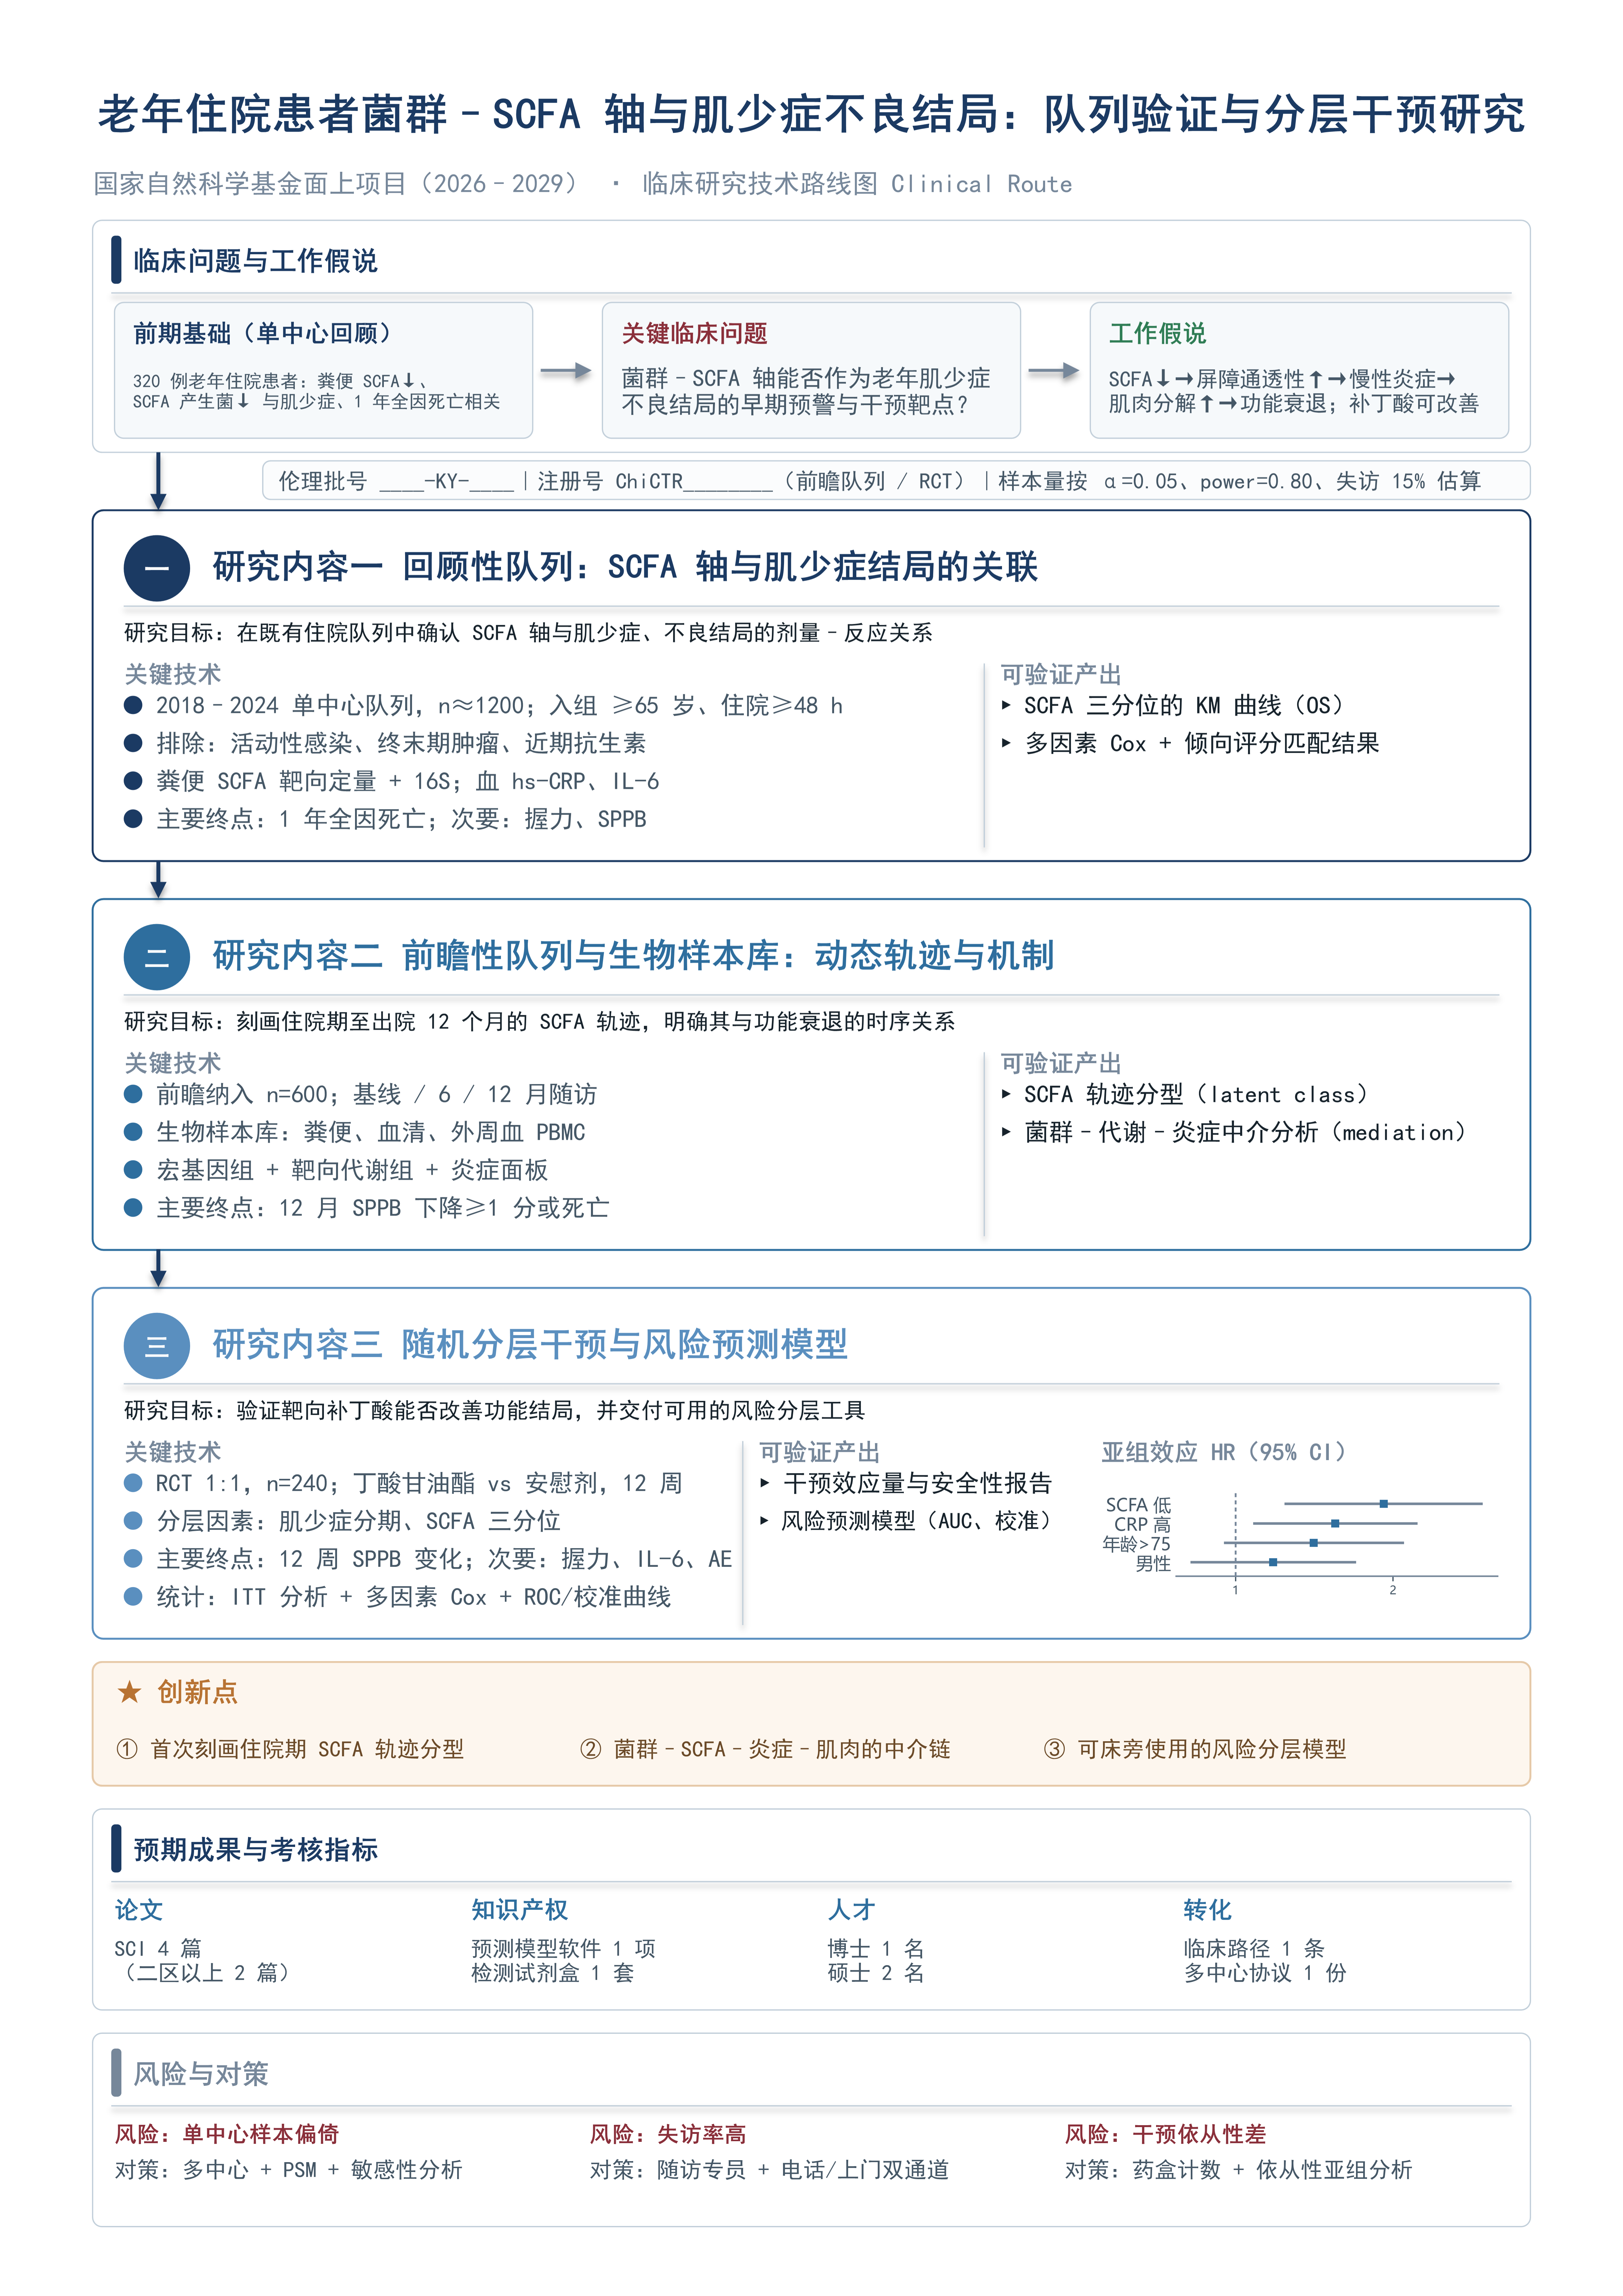 老年住院患者菌群–SCFA 轴与肌少症不良结局：队列验证与分层干预研究
国家自然科学基金面上项目（2026–2029） · 临床研究技术路线图 Clinical Route
临床问题与工作假说
前期基础（单中心回顾）
320 例老年住院患者：粪便 SCFA↓、
SCFA 产生菌↓ 与肌少症、1 年全因死亡相关
关键临床问题
菌群–SCFA 轴能否作为老年肌少症
不良结局的早期预警与干预靶点？
工作假说
SCFA↓→屏障通透性↑→慢性炎症→
肌肉分解↑→功能衰退；补丁酸可改善
伦理批号 ____-KY-____｜注册号 ChiCTR________（前瞻队列 / RCT）｜样本量按 α=0.05、power=0.80、失访 15% 估算
一
研究内容一 回顾性队列：SCFA 轴与肌少症结局的关联
研究目标：在既有住院队列中确认 SCFA 轴与肌少症、不良结局的剂量–反应关系
关键技术
● 2018–2024 单中心队列，n≈1200；入组 ≥65 岁、住院≥48 h
● 排除：活动性感染、终末期肿瘤、近期抗生素
● 粪便 SCFA 靶向定量 + 16S；血 hs-CRP、IL-6
● 主要终点：1 年全因死亡；次要：握力、SPPB
可验证产出
▸ SCFA 三分位的 KM 曲线（OS）
▸ 多因素 Cox + 倾向评分匹配结果
二
研究内容二 前瞻性队列与生物样本库：动态轨迹与机制
研究目标：刻画住院期至出院 12 个月的 SCFA 轨迹，明确其与功能衰退的时序关系
关键技术
● 前瞻纳入 n=600；基线 / 6 / 12 月随访
● 生物样本库：粪便、血清、外周血 PBMC
● 宏基因组 + 靶向代谢组 + 炎症面板
● 主要终点：12 月 SPPB 下降≥1 分或死亡
可验证产出
▸ SCFA 轨迹分型（latent class）
▸ 菌群–代谢–炎症中介分析（mediation）
三
研究内容三 随机分层干预与风险预测模型
研究目标：验证靶向补丁酸能否改善功能结局，并交付可用的风险分层工具
关键技术
● RCT 1:1，n=240；丁酸甘油酯 vs 安慰剂，12 周
● 分层因素：肌少症分期、SCFA 三分位
● 主要终点：12 周 SPPB 变化；次要：握力、IL-6、AE
● 统计：ITT 分析 + 多因素 Cox + ROC/校准曲线
可验证产出
▸ 干预效应量与安全性报告
▸ 风险预测模型（AUC、校准）
亚组效应 HR（95% CI）
SCFA 低
CRP 高
年龄>75
男性
1 2
★ 创新点
① 首次刻画住院期 SCFA 轨迹分型
② 菌群–SCFA–炎症–肌肉的中介链
③ 可床旁使用的风险分层模型
预期成果与考核指标
论文
SCI 4 篇
（二区以上 2 篇）
知识产权
预测模型软件 1 项
检测试剂盒 1 套
人才
博士 1 名
硕士 2 名
转化
临床路径 1 条
多中心协议 1 份
风险与对策
风险：单中心样本偏倚
对策：多中心 + PSM + 敏感性分析
风险：失访率高
对策：随访专员 + 电话/上门双通道
风险：干预依从性差
对策：药盒计数 + 依从性亚组分析